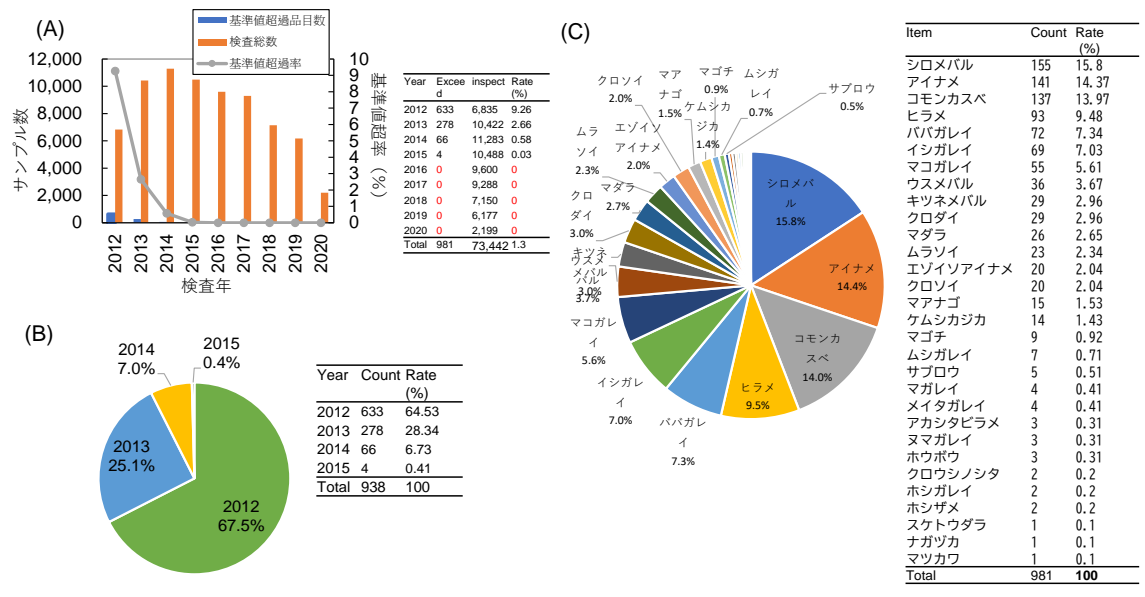 (A)
基準値超過品目数
検査総数
基準値超過率
12,000
10,000
8,000
6,000
4,000
2,000
0
10
9
8
7
6
5
4
3
2
1
0
サンプル数
基準値超率(%)
2012
2013
2014
2015
2016
2017
2018
2019
2020
検査年
Year Excee inspect Rate
d (%)
2012 633 6,835 9.26
2013 278 10,422 2.66
2014 66 11,283 0.58
2015 4 10,488 0.03
2016 0 9,600 0
2017 0 9,288 0
2018 0 7,150 0
2019 0 6,177 0
2020 0 2,199 0
Total 981 73,442 1.3
(B)
2015
0.4%
2014
7.0%
2013
25.1%
2012
67.5%
Year Count Rate
(%)
2012 633 64.53
2013 278 28.34
2014 66 6.73
2015 4 0.41
Total 938 100
(C)
シロメバ
ル
15.8%
アイナメ
14.4%
コモンカ
スベ
14.0%
ヒラメ
9.5%
ババガレ
イ
7.3%
イシガレ
イ
7.0%
マコガレ
イ
5.6%
ウスメ
バル
3.7%
キツネ
メバル
3.0%
クロ
ダイ
3.0%
マダラ
2.7%
ムラ
ソイ
2.3%
エゾイソ
アイナメ
2.0%
クロソイ
2.0%
マア
ナゴ
1.5%
ケムシカ
ジカ
1.4%
マゴチ
0.9%
ムシガ
レイ
0.7%
サブロウ
0.5%
Item Count Rate
(%)
シロメバル 155 15.8
アイナメ 141 14.37
コモンカスベ 137 13.97
ヒラメ 93 9.48
ババガレイ 72 7.34
イシガレイ 69 7.03
マコガレイ 55 5.61
ウスメバル 36 3.67
キツネメバル 29 2.96
クロダイ 29 2.96
マダラ 26 2.65
ムラソイ 23 2.34
エゾイソアイナメ 20 2.04
クロソイ 20 2.04
マアナゴ 15 1.53
ケムシカジカ 14 1.43
マゴチ 9 0.92
ムシガレイ 7 0.71
サブロウ 5 0.51
マガレイ 4 0.41
メイタガレイ 4 0.41
アカシタビラメ 3 0.31
ヌマガレイ 3 0.31
ホウボウ 3 0.31
クロウシノシタ 2 0.2
ホシガレイ 2 0.2
ホシザメ 2 0.2
スケトウダラ 1 0.1
ナガヅカ 1 0.1
マツカワ 1 0.1
Total 981 100